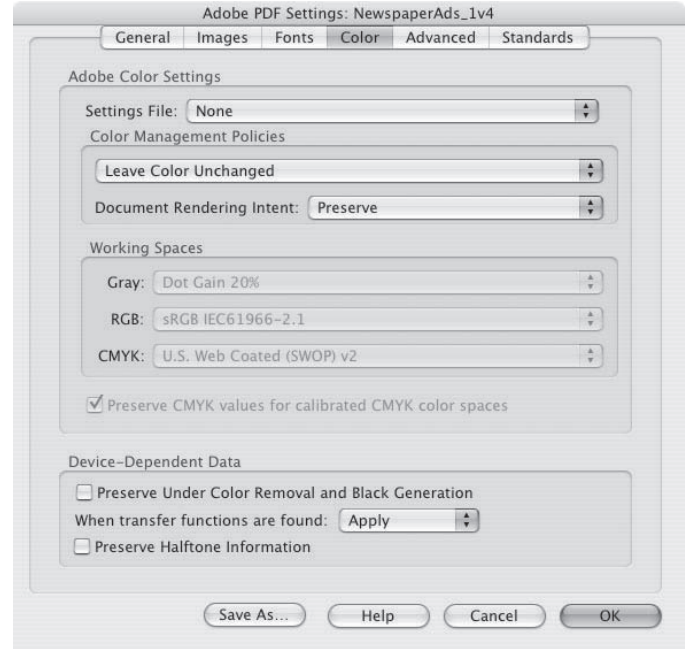 Adobe PDF Settings: NewspaperAds_1v4
General Images Fonts Color Advanced Standards
Adobe Color Settings
Settings File: None
Color Management Policies
Leave Color Unchanged
Document Rendering Intent: Preserve
Working Spaces
Gray: Dot Gain 20%
RGB: sRGB IEC61966-2.1
CMYK: U.S. Web Coated (SWOP) v2
Preserve CMYK values for calibrated CMYK color spaces
Device-Dependent Data
Preserve Under Color Removal and Black Generation
When transfer functions are found: Apply
Preserve Halftone Information
Save As... Help Cancel OK